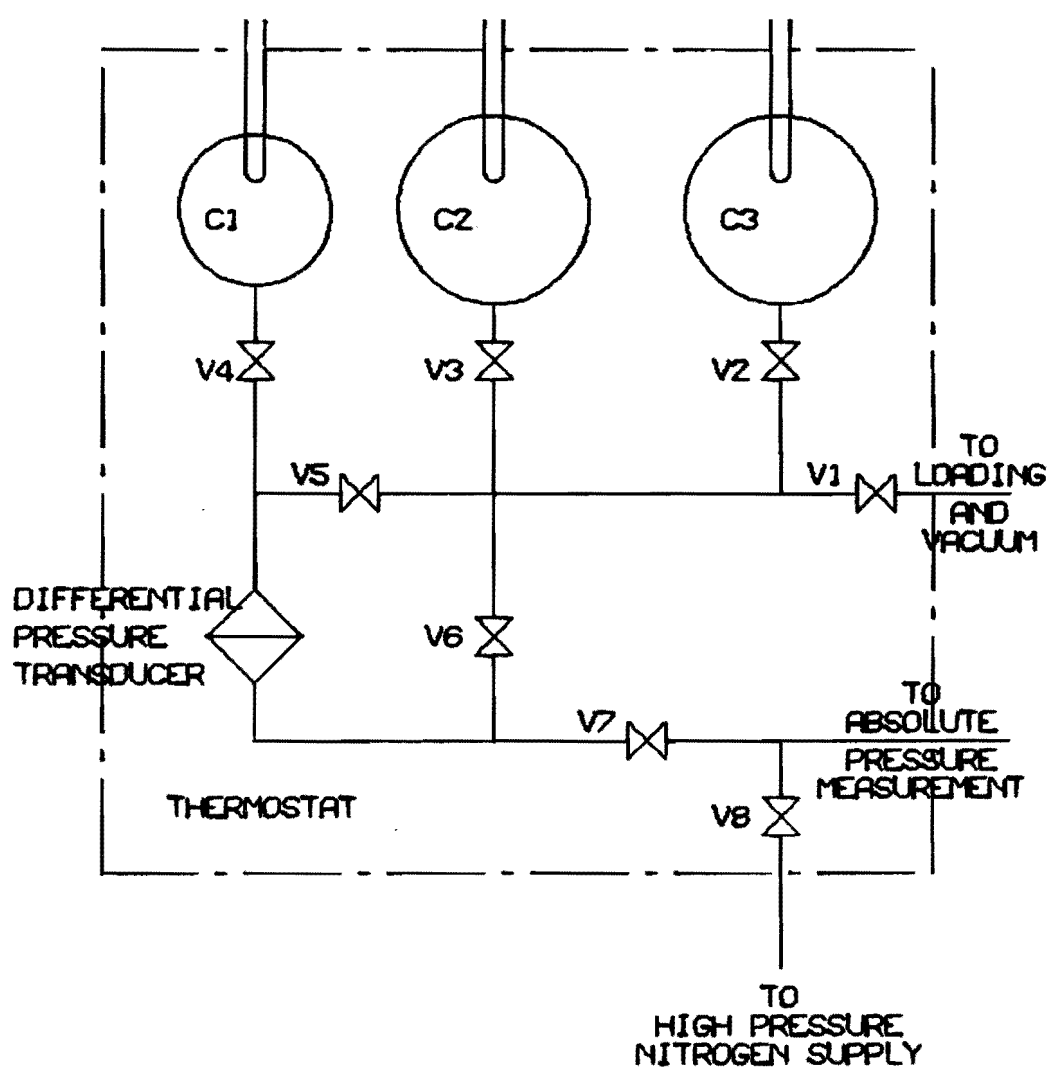 C1
C2
C3
V4
V3
V2
V5
V1
TO
LOADING
AND
VACUUM
DIFFERENTIAL
PRESSURE
TRANSDUCER
V6
V7
TO
ABSOLUTE
PRESSURE
MEASUREMENT
THERMOSTAT
V8
TO
HIGH PRESSURE
NITROGEN SUPPLY